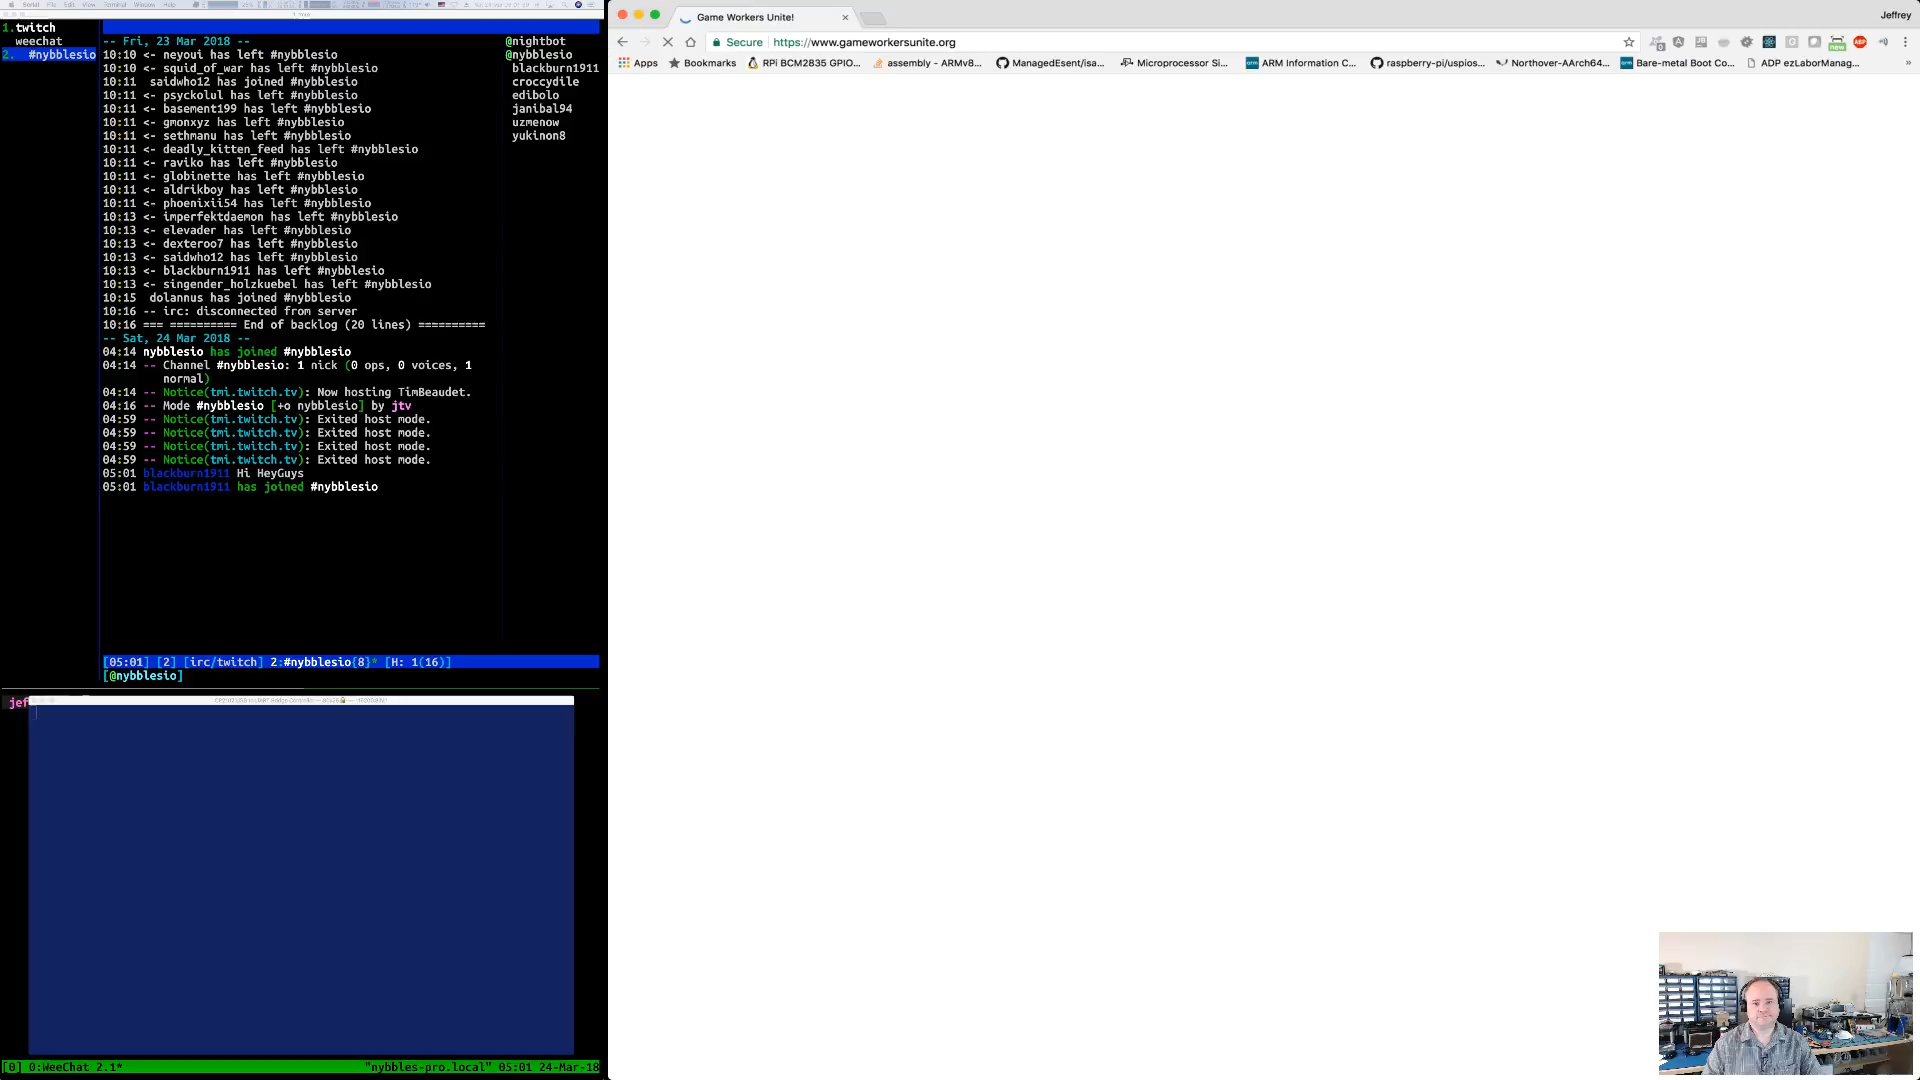 1.twitch
weechat
2. #nybblesio
-- Fri, 23 Mar 2018 --
10:10 <- neyoui has left #nybblesio
10:10 <- squid_of_war has left #nybblesio
10:11 saidwho12 has joined #nybblesio
10:11 <- psyckolul has left #nybblesio
10:11 <- basement199 has left #nybblesio
10:11 <- gmonxyz has left #nybblesio
10:11 <- sethmanu has left #nybblesio
10:11 <- deadly_kitten_feed has left #nybblesio
10:11 <- raviko has left #nybblesio
10:11 <- globinette has left #nybblesio
10:11 <- aldrikboy has left #nybblesio
10:11 <- phoenixii54 has left #nybblesio
10:13 <- imperfektdaemon has left #nybblesio
10:13 <- elevader has left #nybblesio
10:13 <- dexteroo7 has left #nybblesio
10:13 <- saidwho12 has left #nybblesio
10:13 <- blackburn1911 has left #nybblesio
10:13 <- singender_holzkuebel has left #nybblesio
10:15 dolannus has joined #nybblesio
10:16 -- irc: disconnected from server
10:16 === ========== End of backlog (20 lines) ==========
-- Sat, 24 Mar 2018 --
04:14 nybblesio has joined #nybblesio
04:14 -- Channel #nybblesio: 1 nick (0 ops, 0 voices, 1
normal)
04:14 -- Notice(tmi.twitch.tv): Now hosting TimBeaudet.
04:16 -- Mode #nybblesio [+o nybblesio] by jtv
04:59 -- Notice(tmi.twitch.tv): Exited host mode.
04:59 -- Notice(tmi.twitch.tv): Exited host mode.
04:59 -- Notice(tmi.twitch.tv): Exited host mode.
04:59 -- Notice(tmi.twitch.tv): Exited host mode.
05:01 blackburn1911 Hi HeyGuys
05:01 blackburn1911 has joined #nybblesio
@nightbot
@nybblesio
blackburn1911
croccydile
edibolo
janibal94
uzmenow
yukinon8
[05:01] [2] [irc/twitch] 2:#nybblesio{8}* [H: 1(16)]
[@nybblesio]
jef
[0] 0:WeeChat 2.1* "nybbles-pro.local" 05:01 24-Mar-18
Game Workers Unite!
Jeffrey
Secure https://www.gameworkersunite.org
Apps Bookmarks RPi BCM2835 GPIO... assembly - ARMv8... ManagedEsent/isa... Microprocessor Si... ARM Information C... raspberry-pi/uspios... Northover-AArch64... Bare-metal Boot Co... ADP ezLaborManag... »